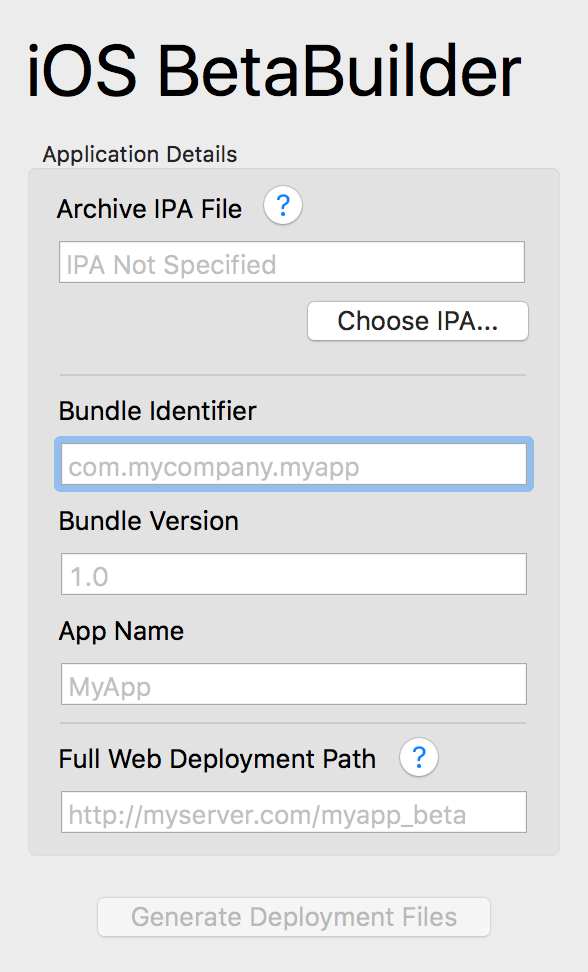 iOS BetaBuilder
Application Details
Archive IPA File ?
IPA Not Specified
Choose IPA...
Bundle Identifier
com.mycompany.myapp
Bundle Version
1.0
App Name
MyApp
Full Web Deployment Path ?
http://myserver.com/myapp_beta
Generate Deployment Files